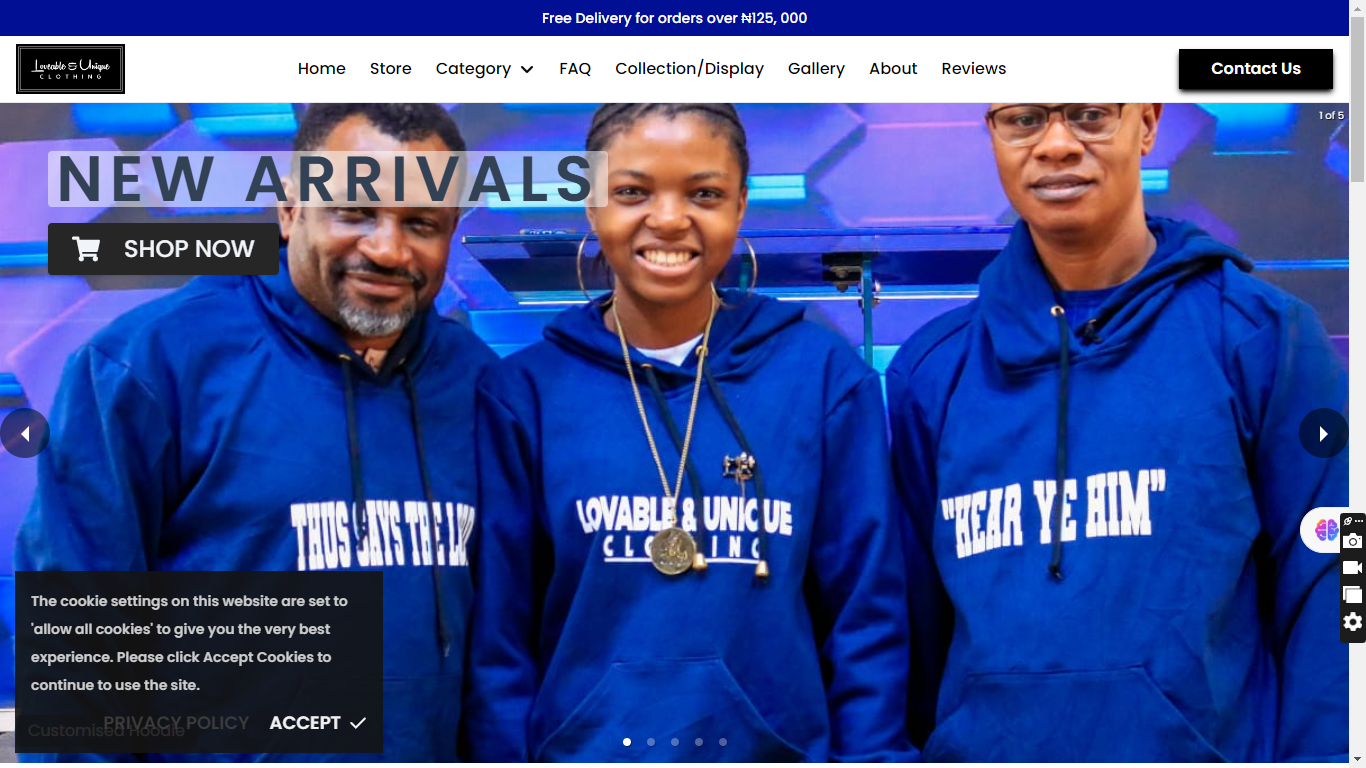 Free Delivery for orders over ₦125, 000
Loveable & Unique
CLOTHING
Home Store Category FAQ Collection/Display Gallery About Reviews Contact Us
1 of 5
NEW ARRIVALS
SHOP NOW
THUS SAYS THE
LOVABLE & UNIQUE
CLOTHING
"HEAR YE HIM"
The cookie settings on this website are set to
'allow all cookies' to give you the very best
experience. Please click Accept Cookies to
continue to use the site.
PRIVACY POLICY ACCEPT
Customised Hoodie